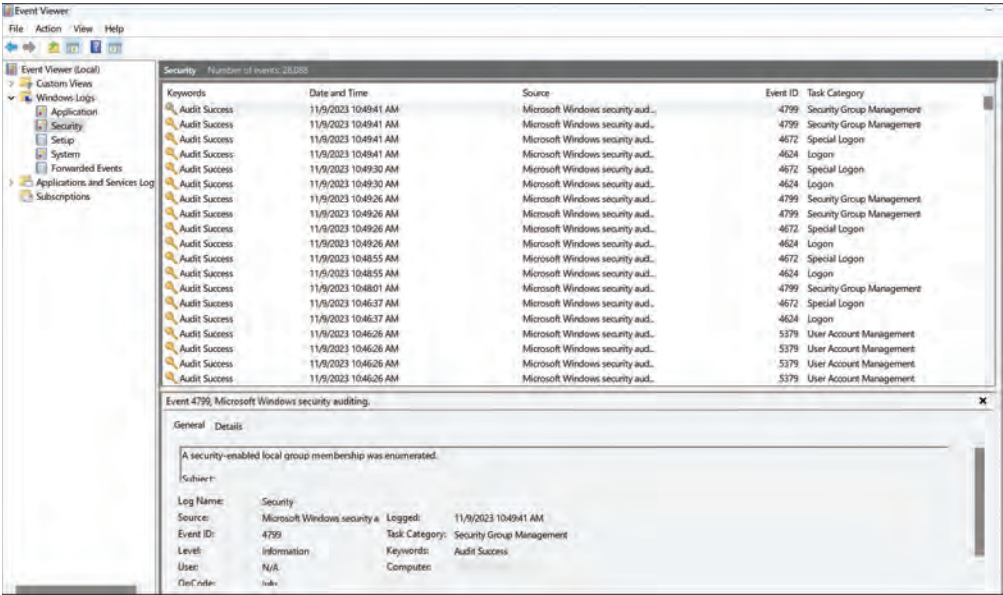 Event Viewer
File Action View Help
Event Viewer (Local)
Custom Views
Windows Logs
Application
Security
Setup
System
Forwarded Events
Applications and Services Log
Subscriptions
Security Number of events: 28,088
Keywords Date and Time Source Event ID Task Category
Audit Success 11/9/2023 10:49:41 AM Microsoft Windows security aud... 4799 Security Group Management
Audit Success 11/9/2023 10:49:41 AM Microsoft Windows security aud... 4799 Security Group Management
Audit Success 11/9/2023 10:49:41 AM Microsoft Windows security aud... 4672 Special Logon
Audit Success 11/9/2023 10:49:41 AM Microsoft Windows security aud... 4624 Logon
Audit Success 11/9/2023 10:49:30 AM Microsoft Windows security aud... 4672 Special Logon
Audit Success 11/9/2023 10:49:30 AM Microsoft Windows security aud... 4624 Logon
Audit Success 11/9/2023 10:49:26 AM Microsoft Windows security aud... 4799 Security Group Management
Audit Success 11/9/2023 10:49:26 AM Microsoft Windows security aud... 4799 Security Group Management
Audit Success 11/9/2023 10:49:26 AM Microsoft Windows security aud... 4672 Special Logon
Audit Success 11/9/2023 10:49:26 AM Microsoft Windows security aud... 4624 Logon
Audit Success 11/9/2023 10:48:55 AM Microsoft Windows security aud... 4672 Special Logon
Audit Success 11/9/2023 10:48:55 AM Microsoft Windows security aud... 4624 Logon
Audit Success 11/9/2023 10:48:01 AM Microsoft Windows security aud... 4799 Security Group Management
Audit Success 11/9/2023 10:46:37 AM Microsoft Windows security aud... 4672 Special Logon
Audit Success 11/9/2023 10:46:37 AM Microsoft Windows security aud... 4624 Logon
Audit Success 11/9/2023 10:46:26 AM Microsoft Windows security aud... 5379 User Account Management
Audit Success 11/9/2023 10:46:26 AM Microsoft Windows security aud... 5379 User Account Management
Audit Success 11/9/2023 10:46:26 AM Microsoft Windows security aud... 5379 User Account Management
Audit Success 11/9/2023 10:46:26 AM Microsoft Windows security aud... 5379 User Account Management
Event 4799, Microsoft Windows security auditing.
General Details
A security-enabled local group membership was enumerated.
Subject:
Log Name: Security
Source: Microsoft Windows security a Logged: 11/9/2023 10:49:41 AM
Event ID: 4799 Task Category: Security Group Management
Level: Information Keywords: Audit Success
User: N/A Computer:
OpCode: Info